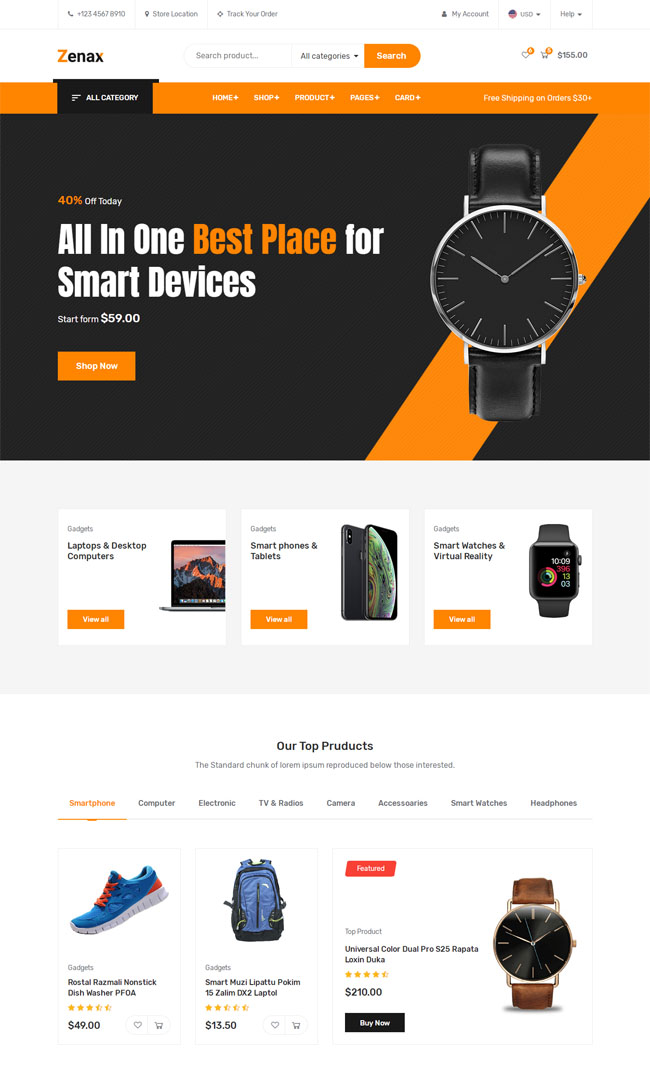 +123 4567 8910 Store Location Track Your Order My Account USD Help
Zenax
Search product... All categories Search 0 0 $155.00
ALL CATEGORY HOME+ SHOP+ PRODUCT+ PAGES+ CARD+ Free Shipping on Orders $30+
40% Off Today
All In One Best Place for
Smart Devices
Start form $59.00
Shop Now
Gadgets
Laptops & Desktop
Computers
View all
Gadgets
Smart phones &
Tablets
View all
Gadgets
Smart Watches &
Virtual Reality
View all
10:09
396
13
03
Our Top Pruducts
The Standard chunk of lorem ipsum reproduced below those interested.
Smartphone Computer Electronic TV & Radios Camera Accessoaries Smart Watches Headphones
Gadgets
Rostal Razmali Nonstick
Dish Washer PFOA
$49.00
Gadgets
Smart Muzi Lipattu Pokim
15 Zalim DX2 Laptol
$13.50
Featured
Top Product
Universal Color Dual Pro S25 Rapata
Loxin Duka
$210.00
Buy Now